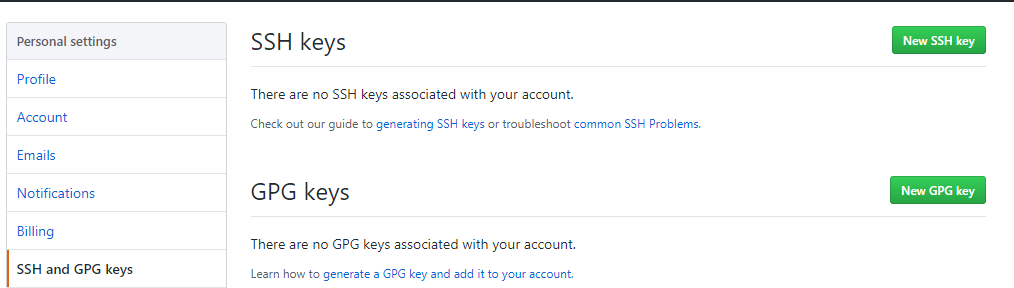 Personal settings
Profile
Account
Emails
Notifications
Billing
SSH and GPG keys
SSH keys
New SSH key
There are no SSH keys associated with your account.
Check out our guide to generating SSH keys or troubleshoot common SSH Problems.
GPG keys
New GPG key
There are no GPG keys associated with your account.
Learn how to generate a GPG key and add it to your account.